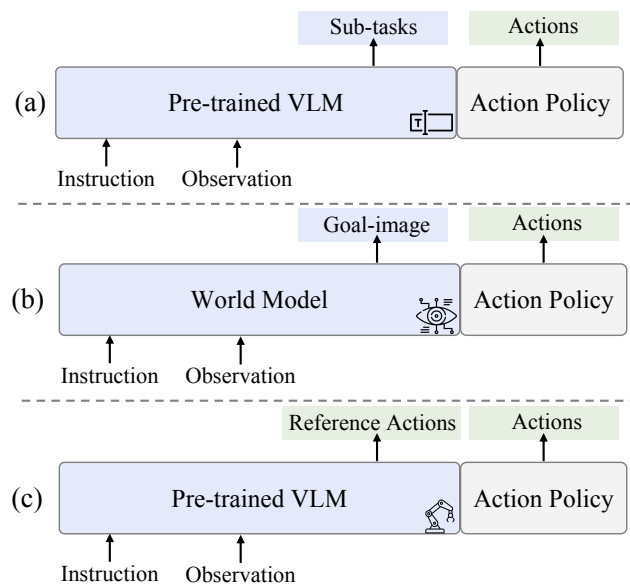 Sub-tasks Actions
(a) Pre-trained VLM T Action Policy
Instruction Observation
Goal-image Actions
(b) World Model Action Policy
Instruction Observation
Reference Actions Actions
(c) Pre-trained VLM Action Policy
Instruction Observation